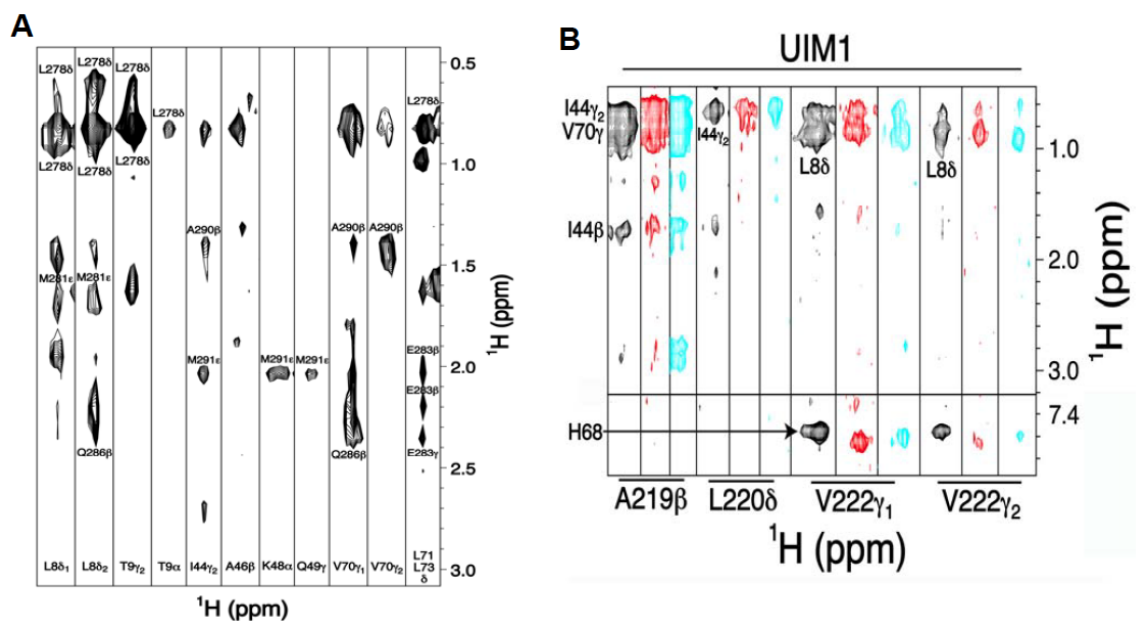 A
L278δ
L278δ
L278δ
L278δ
L278δ
L278δ
L278δ
L278δ
A290β
A290β
A290β
M281ε
M281ε
M291ε
M291ε
M291ε
E283β
E283β
E283γ
Q286β
Q286β
0.5
1.0
1.5
2.0
2.5
3.0
¹H (ppm)
L8δ₁
L8δ₂
T9γ₂
T9α
I44γ₂
A46β
K48α
Q49γ
V70γ₁
V70γ₂
L71
L73
δ
¹H (ppm)
B
UIM1
I44γ₂
V70γ
I44γ₂
L8δ
L8δ
I44β
H68
1.0
2.0
3.0
7.4
¹H (ppm)
A219β
L220δ
V222γ₁
V222γ₂
¹H (ppm)